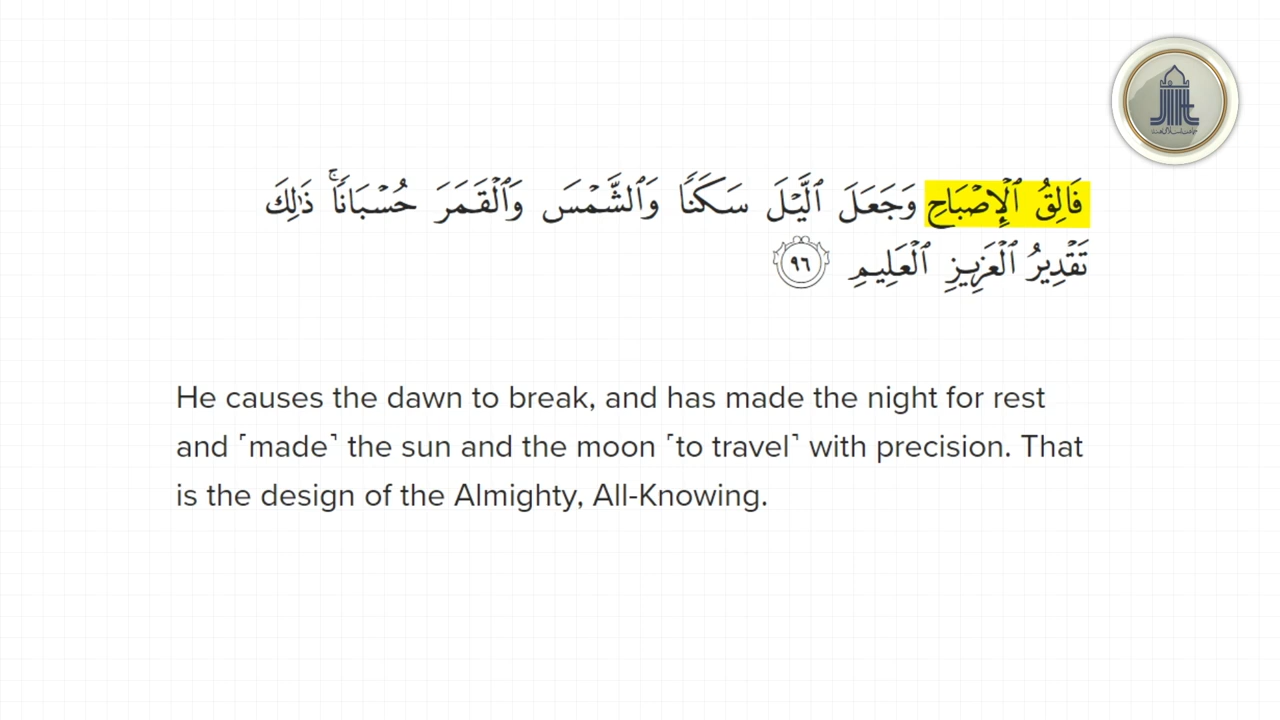 فَالِقُ ٱلْإِصْبَاحِ وَجَعَلَ ٱلَّيْلَ سَكَنًا وَٱلشَّمْسَ وَٱلْقَمَرَ حُسْبَانًا ۚ ذَٰلِكَ
تَقْدِيرُ ٱلْعَزِيزِ ٱلْعَلِيمِ ٩٦
He causes the dawn to break, and has made the night for rest
and ˹made˺ the sun and the moon ˹to travel˺ with precision. That
is the design of the Almighty, All-Knowing.